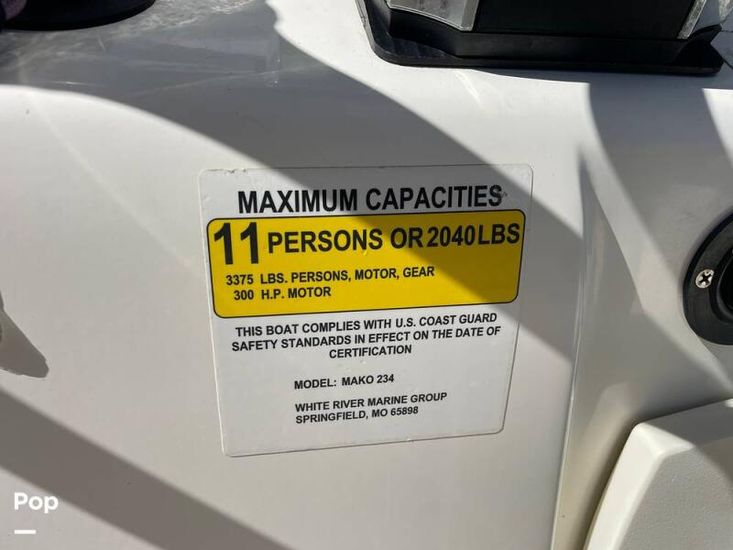 MAXIMUM CAPACITIES
11 PERSONS OR 2040 LBS
3375 LBS. PERSONS, MOTOR, GEAR
300 H.P. MOTOR
THIS BOAT COMPLIES WITH U.S. COAST GUARD
SAFETY STANDARDS IN EFFECT ON THE DATE OF
CERTIFICATION
MODEL: MAKO 234
WHITE RIVER MARINE GROUP
SPRINGFIELD, MO 65898
Pop